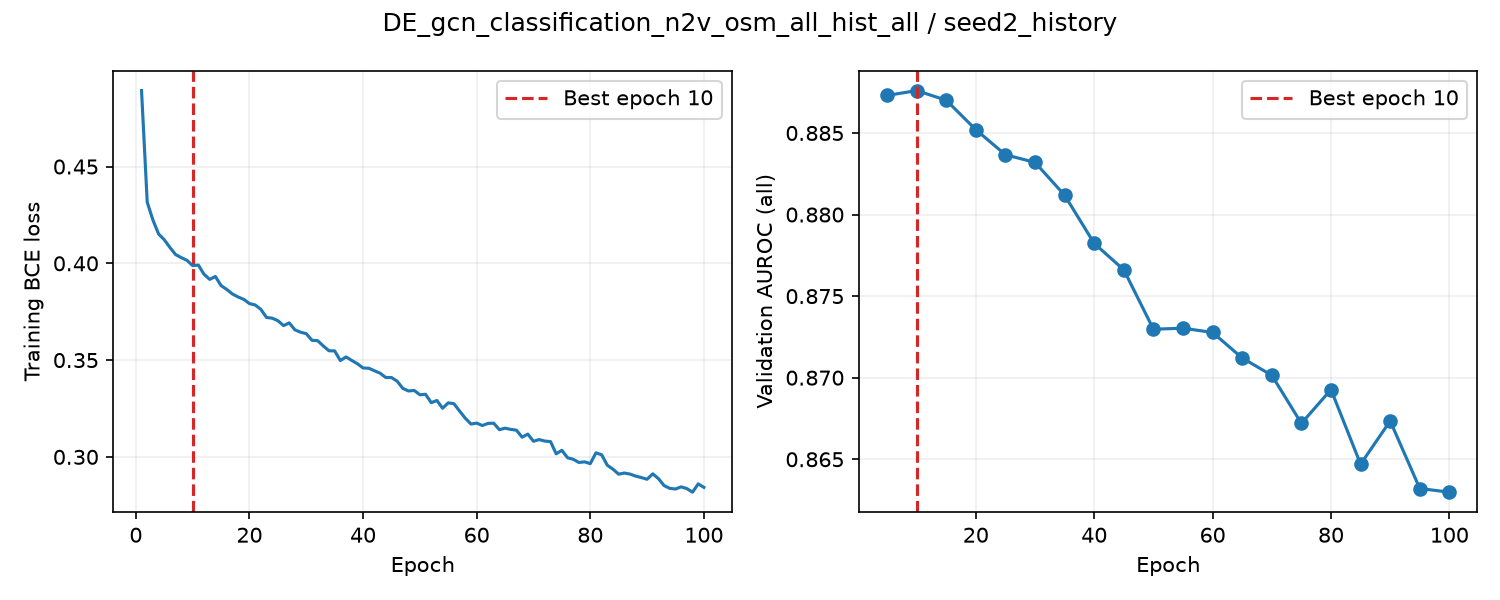 DE_gcn_classification_n2v_osm_all_hist_all / seed2_history
Best epoch 10
0.45
0.40
0.35
0.30
Training BCE loss
0
20
40
60
80
100
Epoch
Best epoch 10
0.885
0.880
0.875
0.870
0.865
Validation AUROC (all)
20
40
60
80
100
Epoch